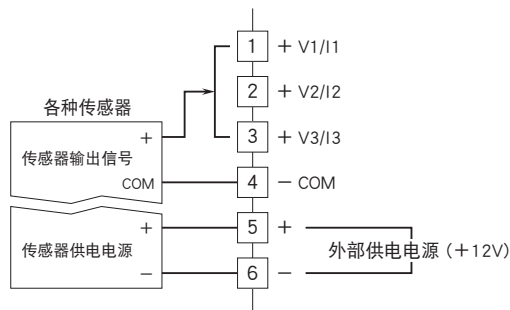 1 + V1/I1
2 + V2/I2
各种传感器
+ 3 + V3/I3
传感器输出信号
COM 4 − COM
+ 5 +
传感器供电电源 外部供电电源 (+12V)
− 6 −